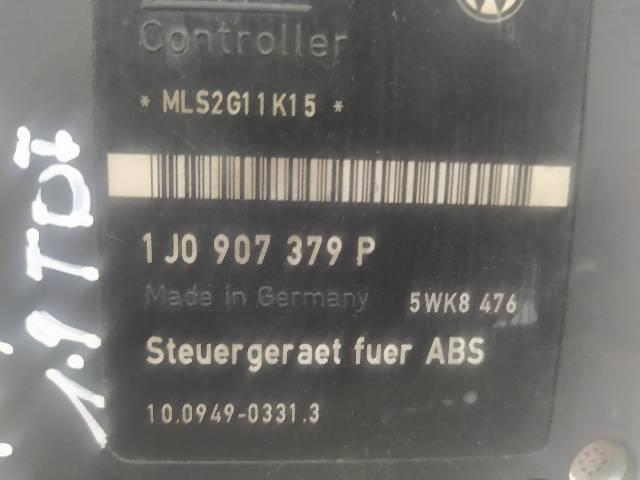 Controller
* MLS2G11K15 *
1J0 907 379 P
Made in Germany 5WK8 476
Steuergeraet fuer ABS
10.0949-0331.3
1.9 TDi